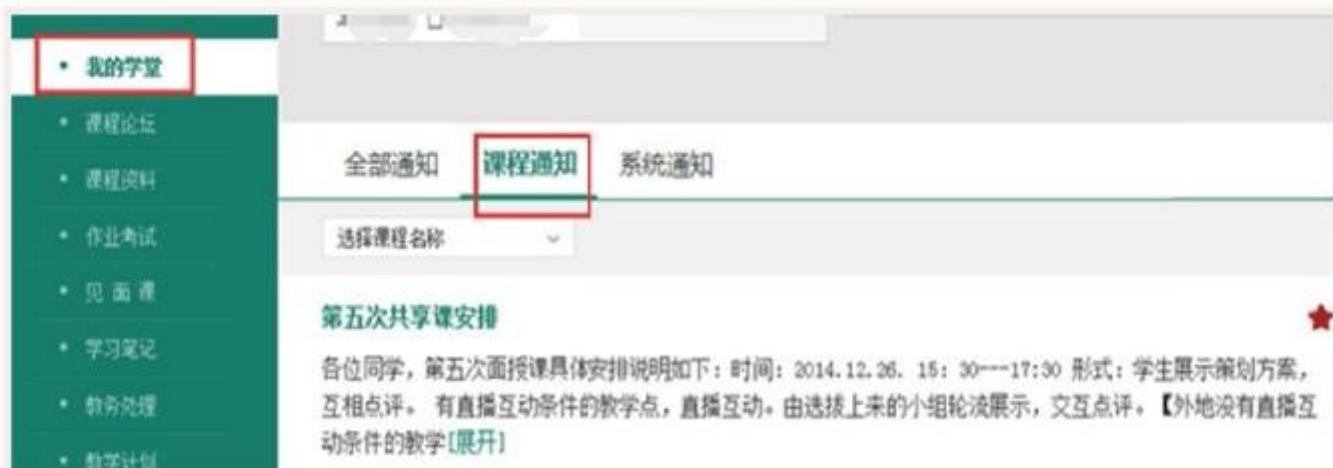 我的学堂
课程论坛
课程资料
作业考试
见面课
学习笔记
教务处理
教学计划
全部通知 课程通知 系统通知
选择课程名称
第五次共享课安排
各位同学，第五次面授课具体安排说明如下：时间：2014.12.26. 15：30---17:30 形式：学生展示策划方案，
互相点评。 有直播互动条件的教学点，直播互动。由选拔上来的小组轮流展示，交互点评。【外地没有直播互
动条件的教学[展开]